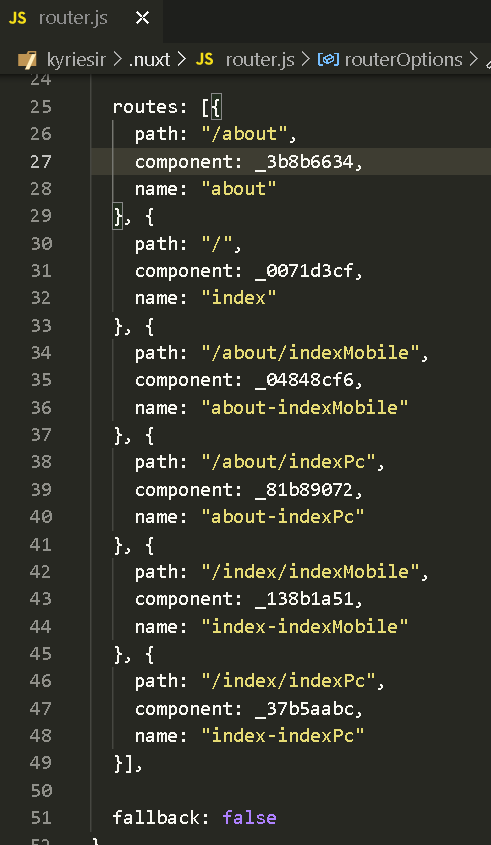 JS router.js ×
kyriesir > .nuxt > JS router.js > routerOptions >
24
25 routes: [{
26 path: "/about",
27 component: _3b8b6634,
28 name: "about"
29 }, {
30 path: "/",
31 component: _0071d3cf,
32 name: "index"
33 }, {
34 path: "/about/indexMobile",
35 component: _04848cf6,
36 name: "about-indexMobile"
37 }, {
38 path: "/about/indexPc",
39 component: _81b89072,
40 name: "about-indexPc"
41 }, {
42 path: "/index/indexMobile",
43 component: _138b1a51,
44 name: "index-indexMobile"
45 }, {
46 path: "/index/indexPc",
47 component: _37b5aabc,
48 name: "index-indexPc"
49 }],
50
51 fallback: false
52 }